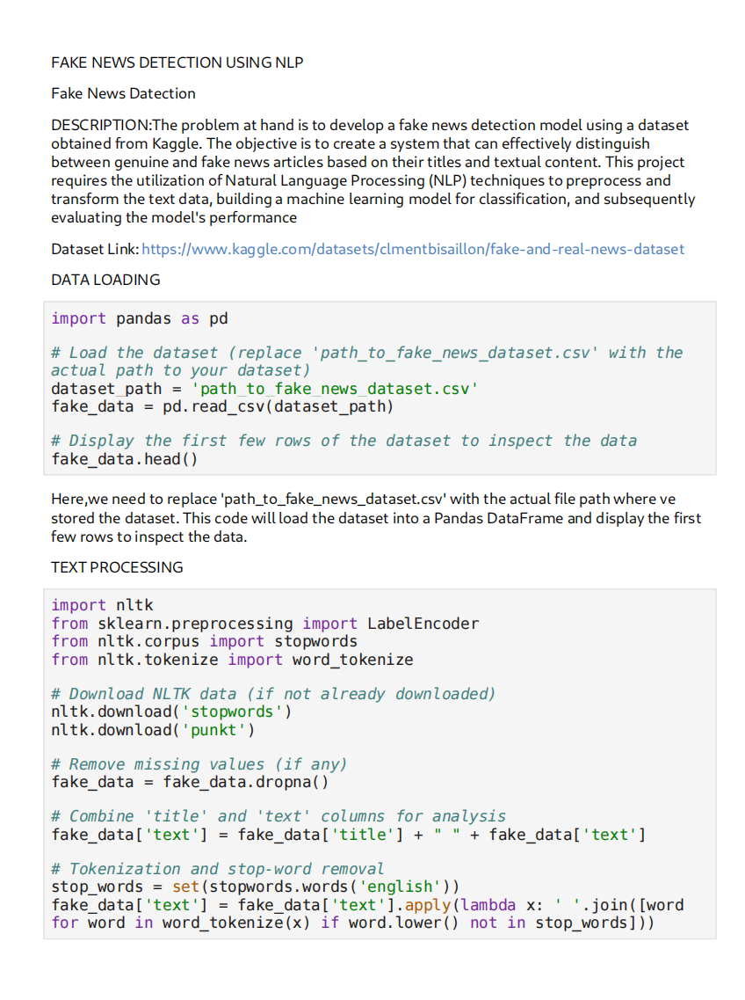 FAKE NEWS DETECTION USING NLP
Fake News Datection
DESCRIPTION:The problem at hand is to develop a fake news detection model using a dataset
obtained from Kaggle. The objective is to create a system that can effectively distinguish
between genuine and fake news articles based on their titles and textual content. This project
requires the utilization of Natural Language Processing (NLP) techniques to preprocess and
transform the text data, building a machine learning model for classification, and subsequently
evaluating the model's performance
Dataset Link: https://www.kaggle.com/datasets/clmentbisaillon/fake-and-real-news-dataset
DATA LOADING
import pandas as pd
# Load the dataset (replace 'path_to_fake_news_dataset.csv' with the
actual path to your dataset)
dataset_path = 'path_to_fake_news_dataset.csv'
fake_data = pd.read_csv(dataset_path)
# Display the first few rows of the dataset to inspect the data
fake_data.head()
Here,we need to replace 'path_to_fake_news_dataset.csv' with the actual file path where ve
stored the dataset. This code will load the dataset into a Pandas DataFrame and display the first
few rows to inspect the data.
TEXT PROCESSING
import nltk
from sklearn.preprocessing import LabelEncoder
from nltk.corpus import stopwords
from nltk.tokenize import word_tokenize
# Download NLTK data (if not already downloaded)
nltk.download('stopwords')
nltk.download('punkt')
# Remove missing values (if any)
fake_data = fake_data.dropna()
# Combine 'title' and 'text' columns for analysis
fake_data['text'] = fake_data['title'] + " " + fake_data['text']
# Tokenization and stop-word removal
stop_words = set(stopwords.words('english'))
fake_data['text'] = fake_data['text'].apply(lambda x: ' '.join([word
for word in word_tokenize(x) if word.lower() not in stop_words]))